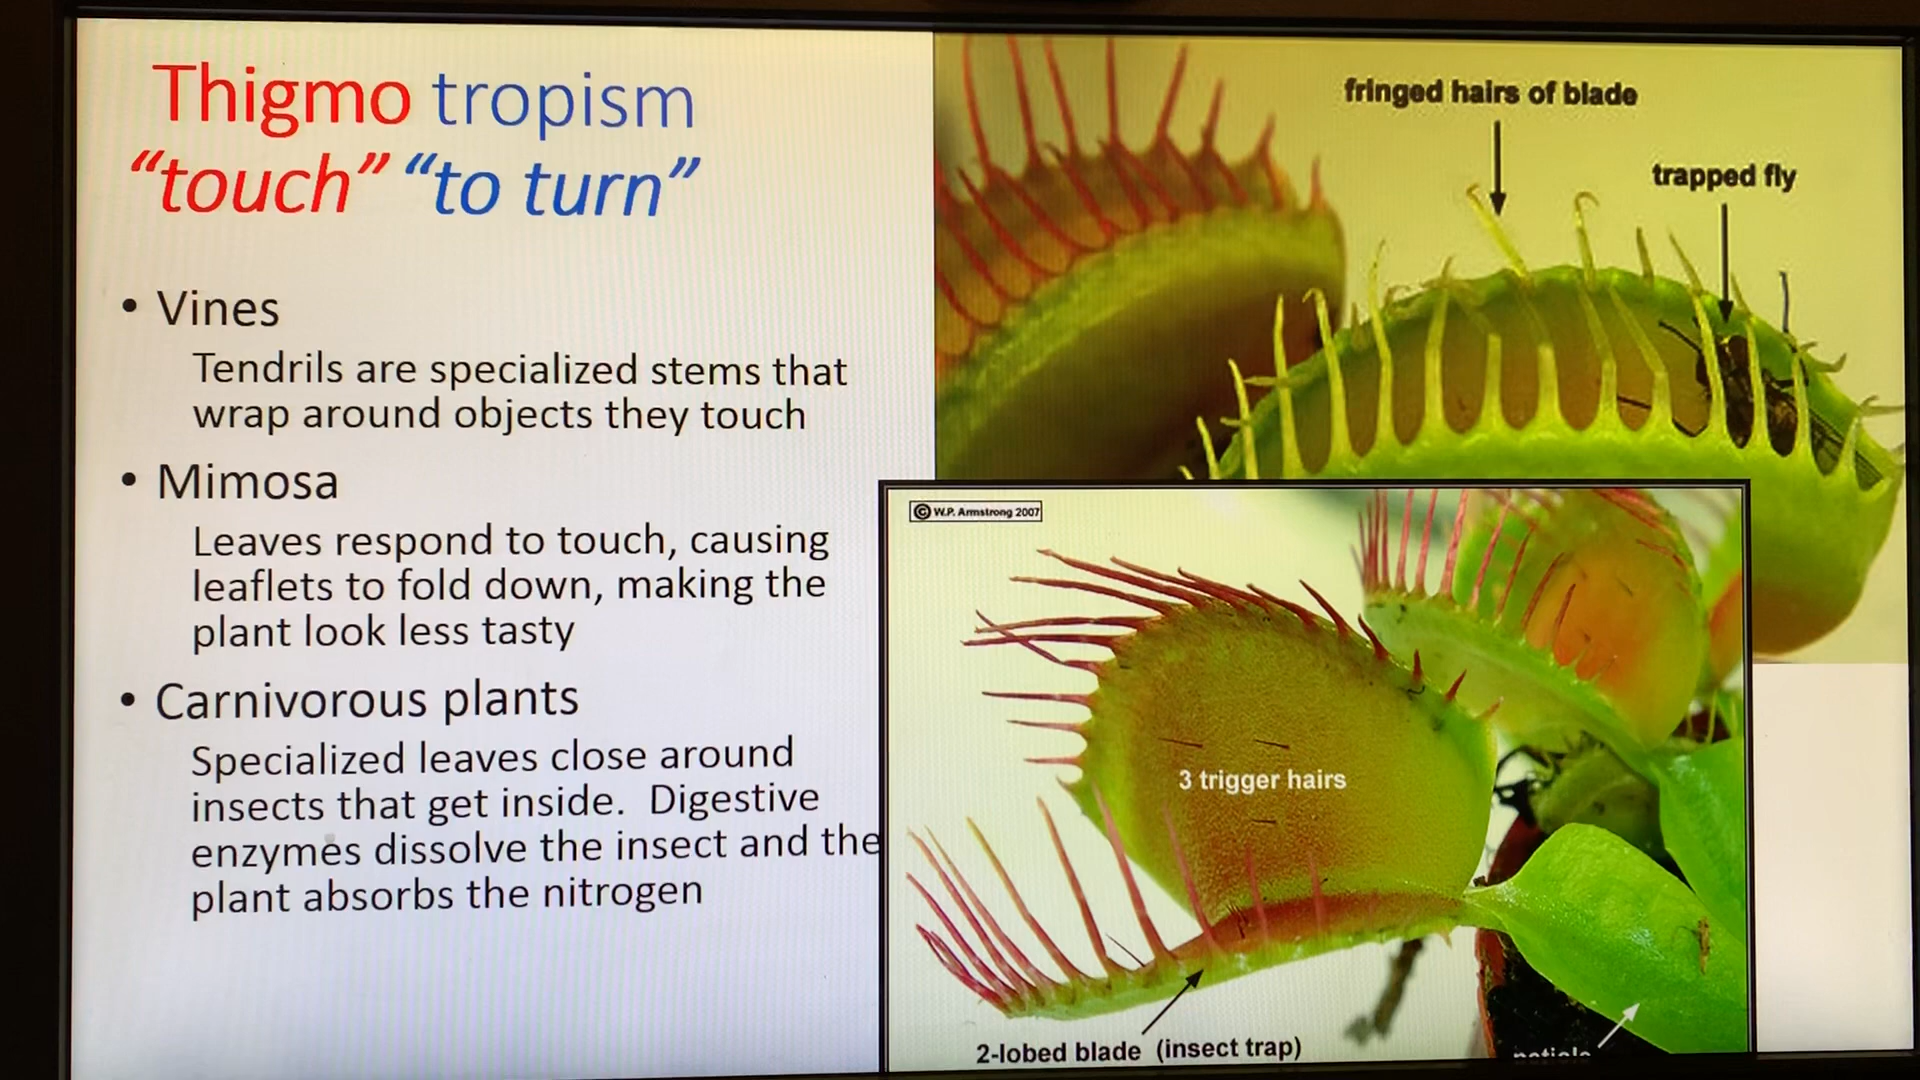 Thigmo tropism
“touch” “to turn”
• Vines
Tendrils are specialized stems that
wrap around objects they touch
• Mimosa
Leaves respond to touch, causing
leaflets to fold down, making the
plant look less tasty
• Carnivorous plants
Specialized leaves close around
insects that get inside. Digestive
enzymes dissolve the insect and the
plant absorbs the nitrogen
fringed hairs of blade
trapped fly
© W.P. Armstrong 2007
3 trigger hairs
2-lobed blade (insect trap)
petiole